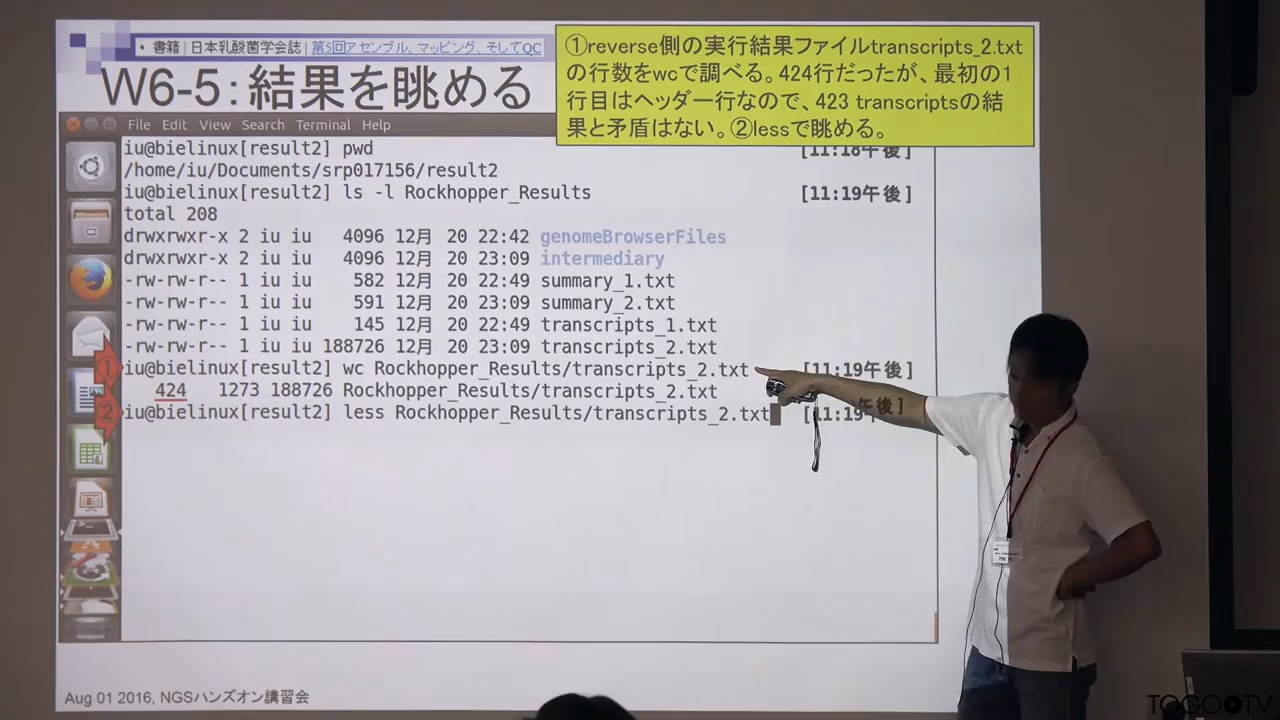 • 書籍 | 日本乳酸菌学会誌 | 第5回アセンブル、マッピング、そしてQC
W6-5：結果を眺める
①reverse側の実行結果ファイルtranscripts_2.txt
の行数をwcで調べる。424行だったが、最初の1
行目はヘッダー行なので、423 transcriptsの結
果と矛盾はない。②lessで眺める。
File Edit View Search Terminal Help
iu@bielinux[result2] pwd [11:18午後]
/home/iu/Documents/srp017156/result2
iu@bielinux[result2] ls -l Rockhopper_Results [11:19午後]
total 208
drwxrwxr-x 2 iu iu 4096 12月 20 22:42 genomeBrowserFiles
drwxrwxr-x 2 iu iu 4096 12月 20 23:09 intermediary
-rw-rw-r-- 1 iu iu 582 12月 20 22:49 summary_1.txt
-rw-rw-r-- 1 iu iu 591 12月 20 23:09 summary_2.txt
-rw-rw-r-- 1 iu iu 145 12月 20 22:49 transcripts_1.txt
-rw-rw-r-- 1 iu iu 188726 12月 20 23:09 transcripts_2.txt
① iu@bielinux[result2] wc Rockhopper_Results/transcripts_2.txt [11:19午後]
424 1273 188726 Rockhopper_Results/transcripts_2.txt
② iu@bielinux[result2] less Rockhopper_Results/transcripts_2.txt [11:19午後]
Aug 01 2016, NGSハンズオン講習会
TOGOTV